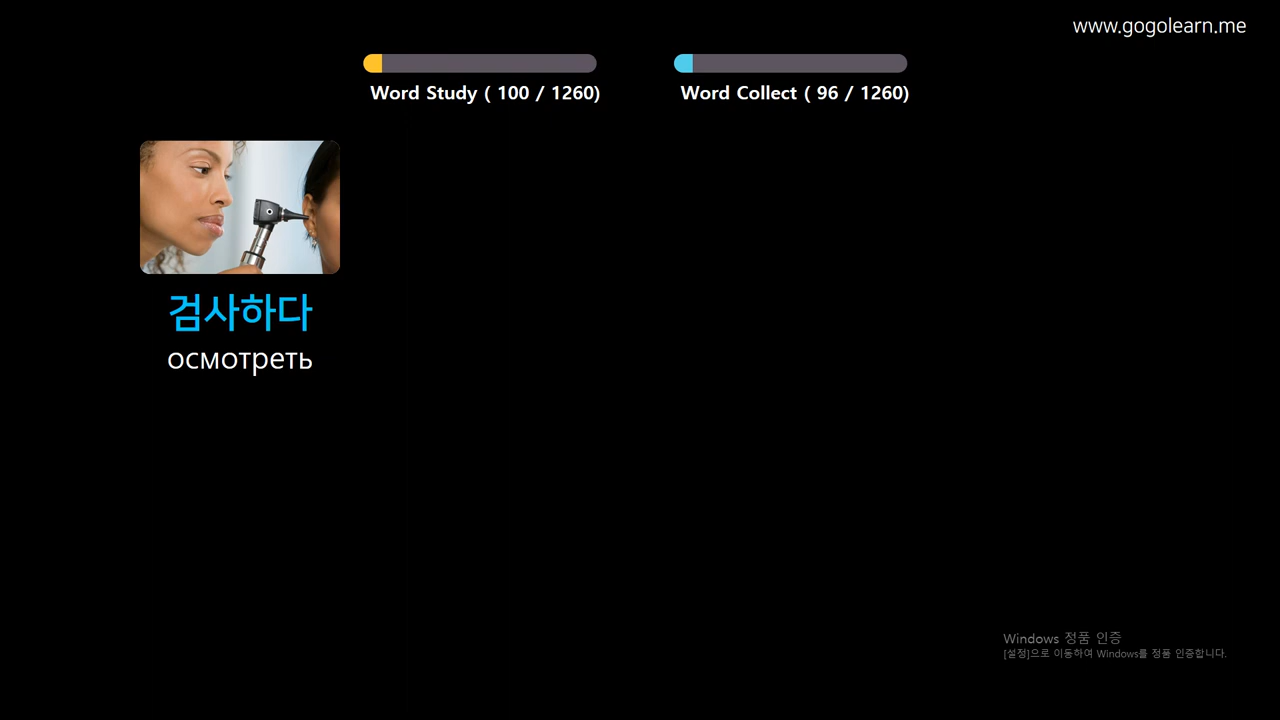 www.gogolearn.me
Word Study ( 100 / 1260)
Word Collect ( 96 / 1260)
검사하다
осмотреть
Windows 정품 인증
[설정]으로 이동하여 Windows를 정품 인증합니다.